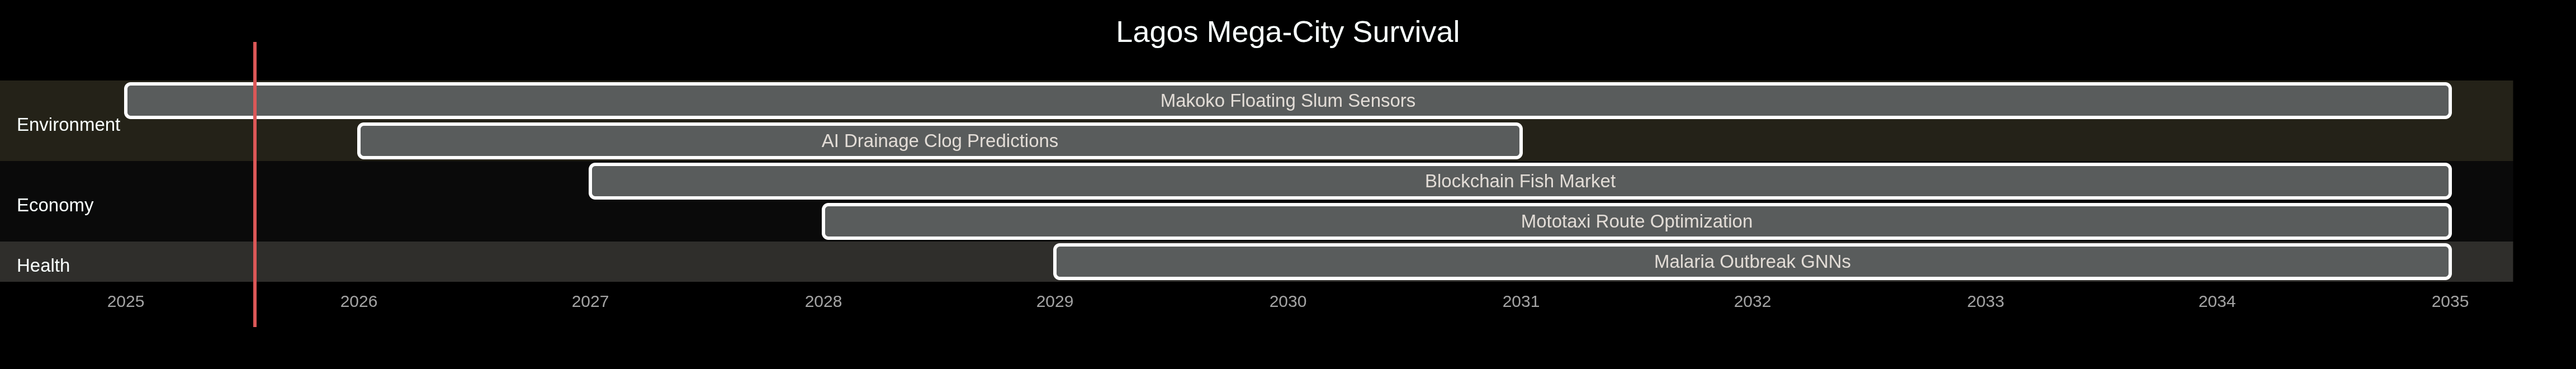 Lagos Mega-City Survival
Makoko Floating Slum Sensors
Environment
AI Drainage Clog Predictions
Blockchain Fish Market
Economy
Mototaxi Route Optimization
Health
Malaria Outbreak GNNs
2025 2026 2027 2028 2029 2030 2031 2032 2033 2034 2035